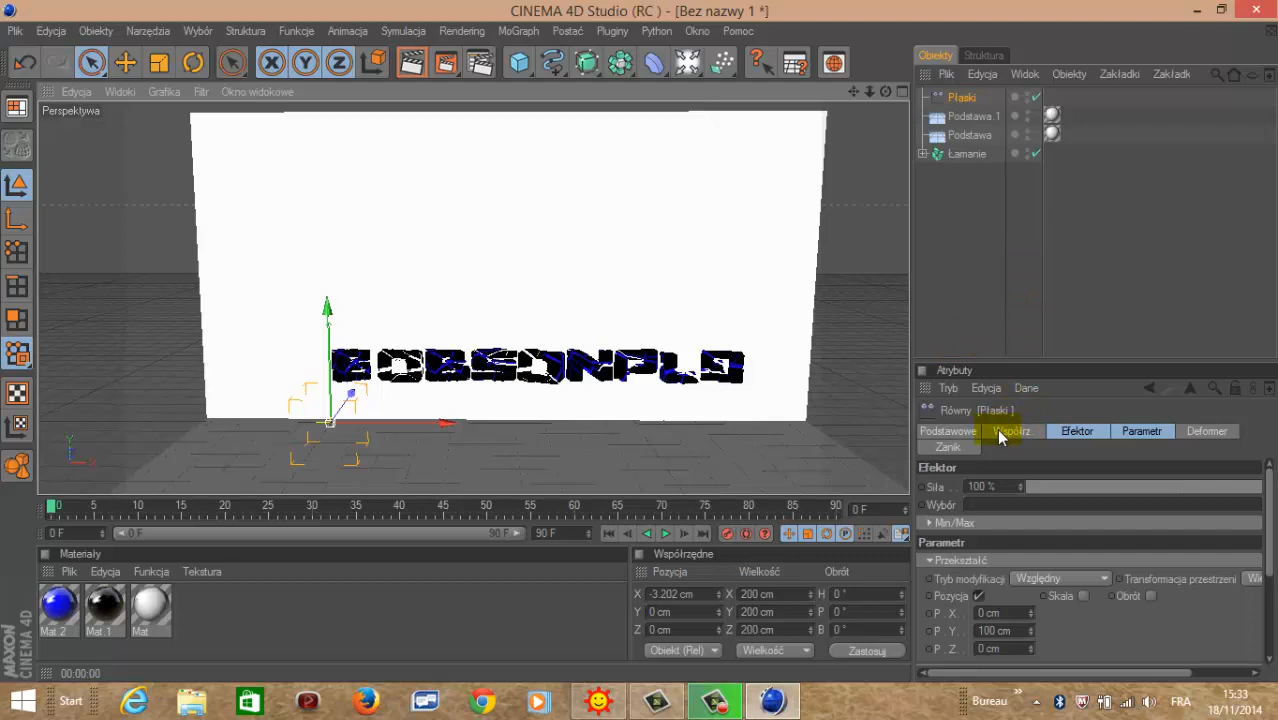 CINEMA 4D Studio (RC ) - [Bez nazwy 1 *]
Plik Edycja Obiekty Narzędzia Wybór Struktura Funkcje Animacja Symulacja Rendering MoGraph Postać Pluginy Python Okno Pomoc
X Y Z
Obiekty Struktura
Plik Edycja Widok Obiekty Zakładki Zakładk
Edycja Widoki Grafika Filtr Okno widokowe
Perspektywa
Płaski
Podstawa.1
Podstawa
Łamanie
Atrybuty
Tryb Edycja Dane
Równy [Płaski ]
Podstawowe Współrz. Efektor Parametr Deformer
Zanik
Efektor
Siła . . 100 %
Wybór
Min/Max
Parametr
Przekształć
Tryb modyfikacji Względny Transformacja przestrzeni
Pozycja Skala Obrót
P . X . . 0 cm
P . Y . . 100 cm
P . Z . . 0 cm
Y
X
0 5 10 15 20 25 30 35 40 45 50 55 60 65 70 75 80 85 90 0 F
0 F 0 F 90 F 90 F
Materiały
Plik Edycja Funkcja Tekstura
Mat.2 Mat.1 Mat
Współrzędne
Pozycja Wielkość Obrót
X -3.202 cm X 200 cm H 0 °
Y 0 cm Y 200 cm P 0 °
Z 0 cm Z 200 cm B 0 °
Obiekt (Rel) Wielkość Zastosuj
00:00:00
MAXON
CINEMA 4D
Start
Bureau
FRA
15:33
18/11/2014